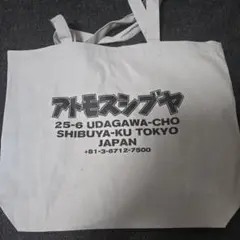 アトモスシブヤ
25-6 UDAGAWA-CHO
SHIBUYA-KU TOKYO
JAPAN
+81-3-6712-7500